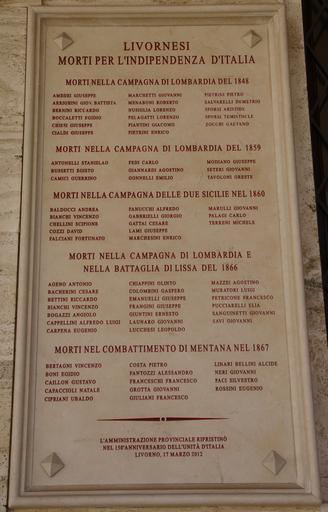 LIVORNESI
MORTI PER L'INDIPENDENZA D'ITALIA
MORTI NELLA CAMPAGNA DI LOMBARDIA DEL 1848
AMBURI GIUSEPPE MARCHETTI GIOVANNI PIETRINI PIETRO
ARRIGHINI GIOV. BATTISTA MENABONI ROBERTO SALVARELLI DEMETRIO
BERNINI RICCARDO NUDIGLIA LORENZO SFORZI ARISTIDE
BOCCALETTI EGIDIO PELAGATTI LORENZO SFORZI TEMISTOCLE
CHIESI GIUSEPPE PIANTINI GIACOMO ZOCCHI GAETANO
CIALDI GIUSEPPE PIETRINI ENRICO
MORTI NELLA CAMPAGNA DI LOMBARDIA DEL 1859
ANTONELLI STANISLAO FEDI CARLO MODIANO GIUSEPPE
BUSSETTI EGISTO GIANNARDI AGOSTINO SETERI GIOVANNI
CAMICI GUERRINO GONNELLI EMILIO TAVOLONI ORESTE
MORTI NELLA CAMPAGNA DELLE DUE SICILIE NEL 1860
BALDUCCI ANDREA FANUCCHI ALFREDO MARULLI GIOVANNI
BIANCHI VINCENZO GABBRIELLI GIORGIO PALAGI CARLO
CHELLINI SCIPIONE GATTAI CESARE TERRENI MICHELE
COZZI DAVID LAMI GIUSEPPE
FALCIANI FORTUNATO MARCHESINI ENRICO
MORTI NELLA CAMPAGNA DI LOMBARDIA E
NELLA BATTAGLIA DI LISSA DEL 1866
AGENO ANTONIO CHIAPPINI OLINTO MAZZEI AGOSTINO
BACHERINI CESARE COLOMBINI GASPERO MURATORI LUIGI
BETTINI RICCARDO EMANUELLI GIUSEPPE PETRICONE FRANCESCO
BIANCHI VINCENZO FRANGINI GIUSEPPE PUCCIARELLI ELIA
BOGAZZI ANGIOLO GIUNTINI ERNESTO SANGUINETTI GIOVANNI
CAPPELLINI ALFREDO LUIGI LAUNARO GIOVANNI SAVI GIOVANNI
CARPENA EUGENIO LUCCHESI LEOPOLDO
MORTI NEL COMBATTIMENTO DI MENTANA NEL 1867
BERTAGNI VINCENZO COSTA PIETRO LINARI BELLINI ALCIDE
BONI EGIDIO FANTOZZI ALESSANDRO NERI GIOVANNI
CAILLON GUSTAVO FRANCESCHI FRANCESCO PACI SILVESTRO
CAPACCIOLI NATALE GROTTA GIOVANNI ROSSINI EUGENIO
CIPRIANI UBALDO GIULIANI FRANCESCO
L'AMMINISTRAZIONE PROVINCIALE RIPRISTINÒ
NEL 150°ANNIVERSARIO DELL'UNITÀ D'ITALIA
LIVORNO, 17 MARZO 2012